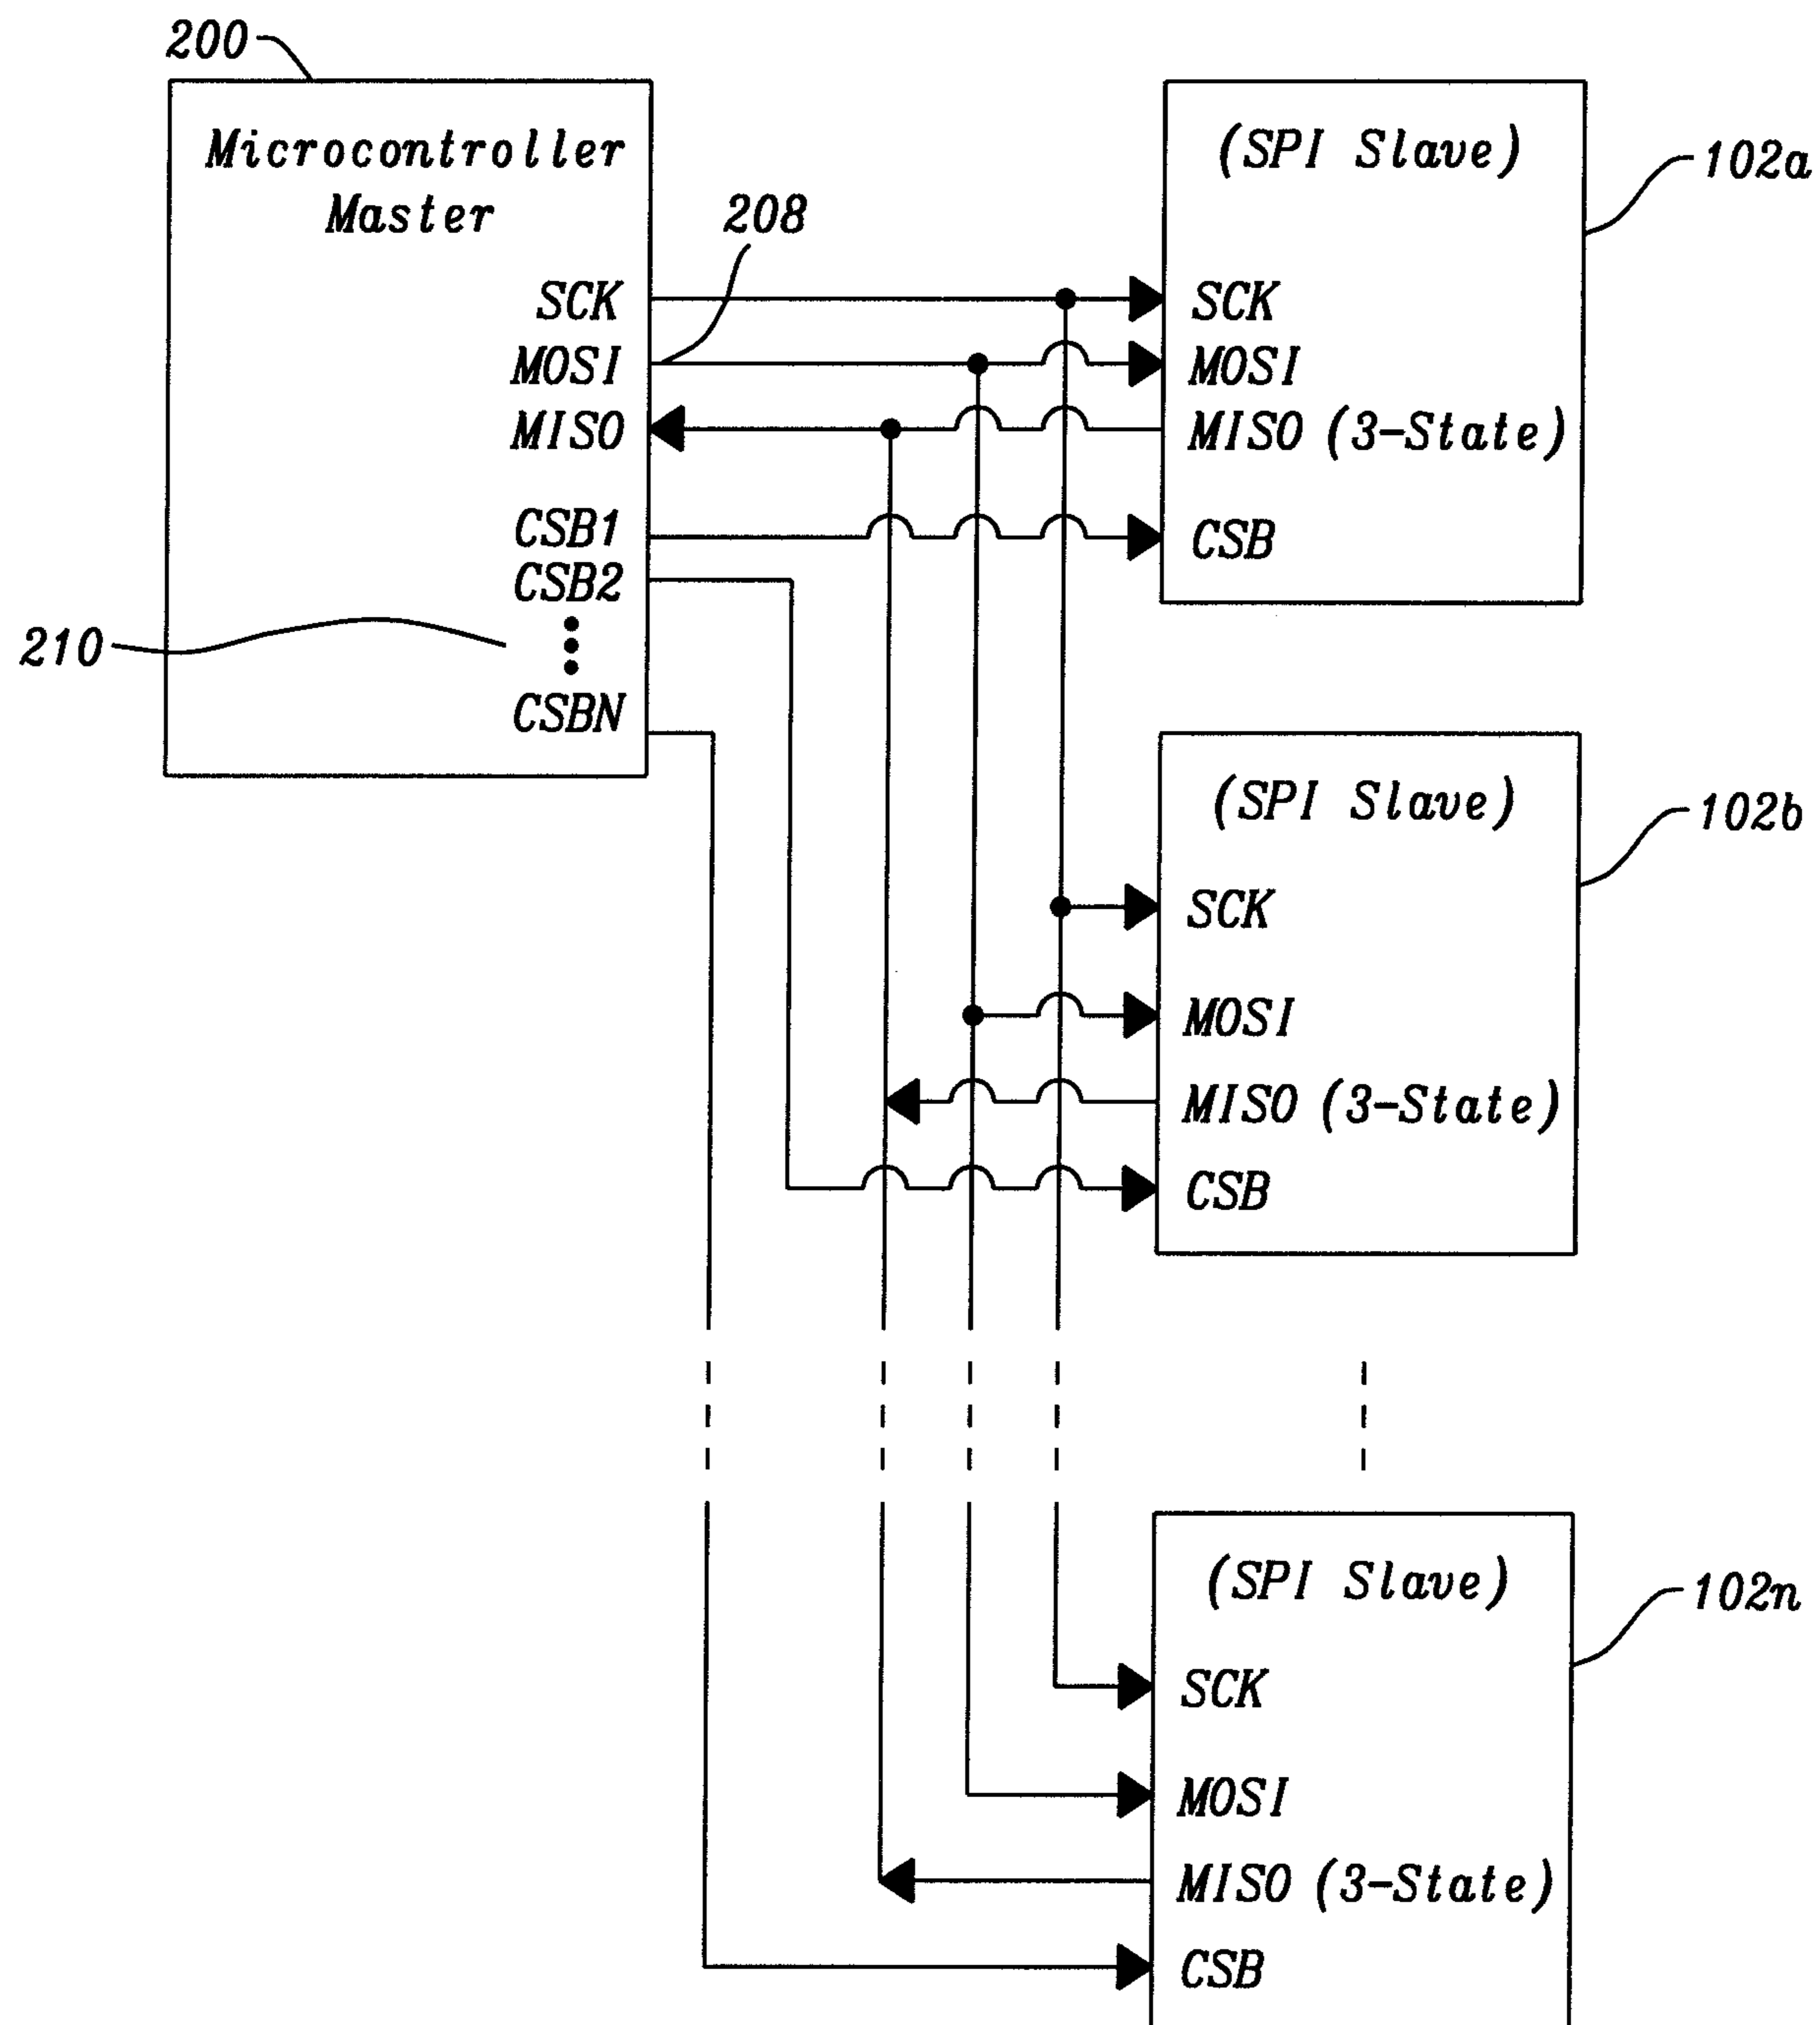 200
Microcontroller
Master
208
SCK
MOSI
MISO
CSB1
CSB2
210
CSBN
(SPI Slave)
102a
SCK
MOSI
MISO (3-State)
CSB
(SPI Slave)
102b
SCK
MOSI
MISO (3-State)
CSB
(SPI Slave)
102n
SCK
MOSI
MISO (3-State)
CSB